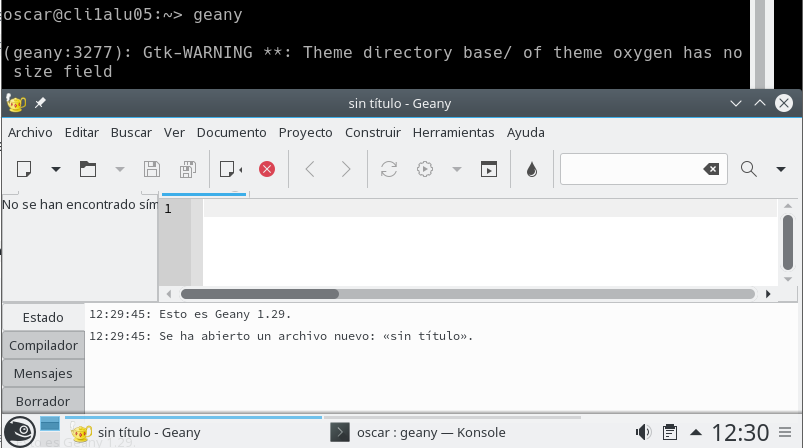 oscar@cli1alu05:~> geany
(geany:3277): Gtk-WARNING **: Theme directory base/ of theme oxygen has no
size field
sin título - Geany
Archivo Editar Buscar Ver Documento Proyecto Construir Herramientas Ayuda
No se han encontrado sím
1
Estado
12:29:45: Esto es Geany 1.29.
12:29:45: Se ha abierto un archivo nuevo: «sin título».
Compilador
Mensajes
Borrador
sin título - Geany
oscar : geany — Konsole
12:30